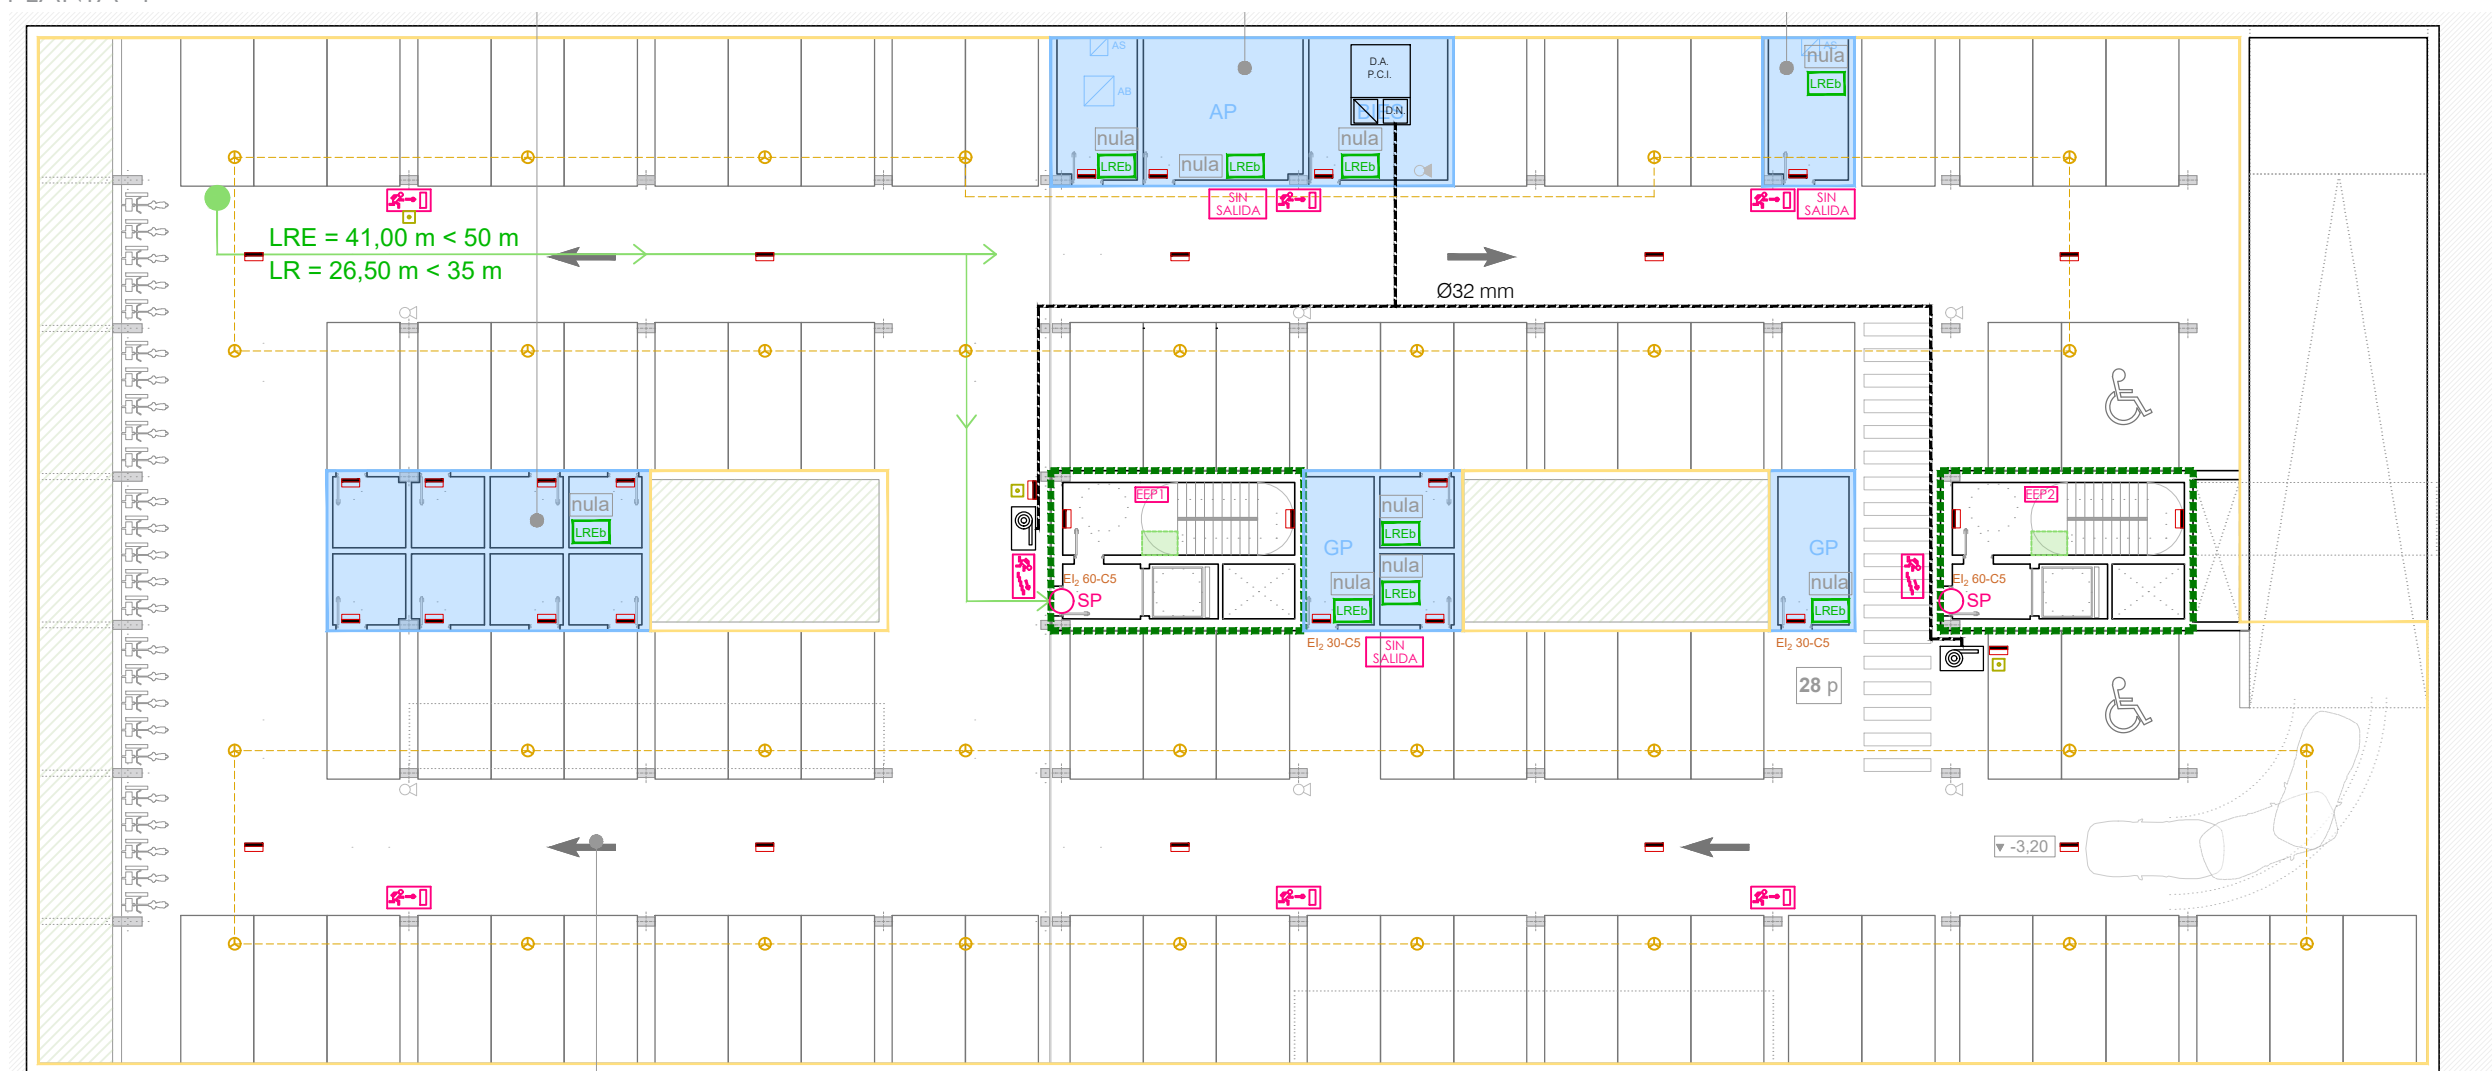 AS
AB
AP
D.A.
P.C.I.
D.N.
BIES
AS
nula
LREb
nula
LREb
nula
LREb
nula
LREb
SIN
SALIDA
SIN
SALIDA
LRE = 41,00 m < 50 m
LR = 26,50 m < 35 m
Ø32 mm
nula
LREb
EEP1
EI2 60-C5
SP
GP
nula
LREb
nula
LREb
nula
LREb
GP
nula
LREb
EEP2
EI2 60-C5
SP
EI2 30-C5
SIN
SALIDA
EI2 30-C5
28 p
-3,20